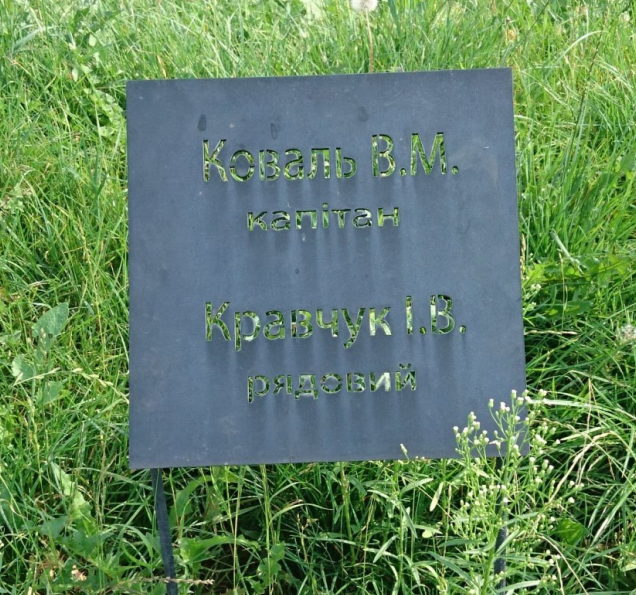 Коваль В.М.
капітан
Кравчук І.В.
рядовий